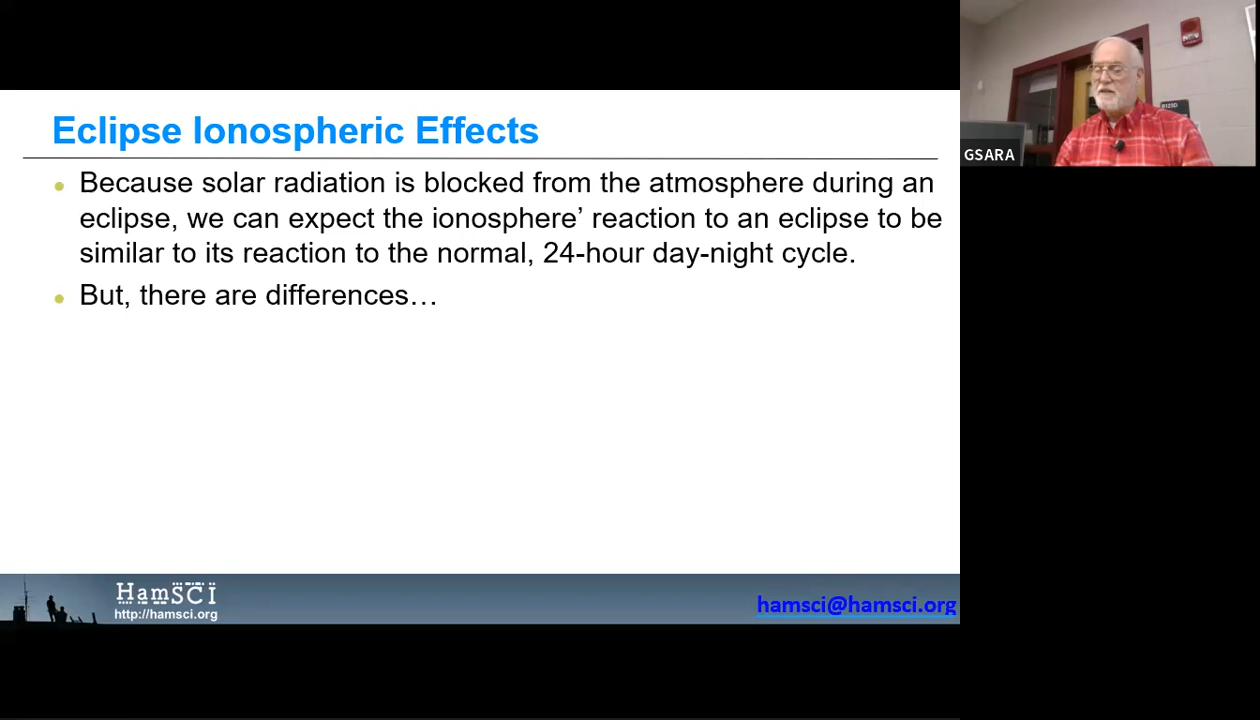 Eclipse Ionospheric Effects
Because solar radiation is blocked from the atmosphere during an
eclipse, we can expect the ionosphere’ reaction to an eclipse to be
similar to its reaction to the normal, 24-hour day-night cycle.
But, there are differences…
HamSCI
http://hamsci.org
hamsci@hamsci.org
GSARA